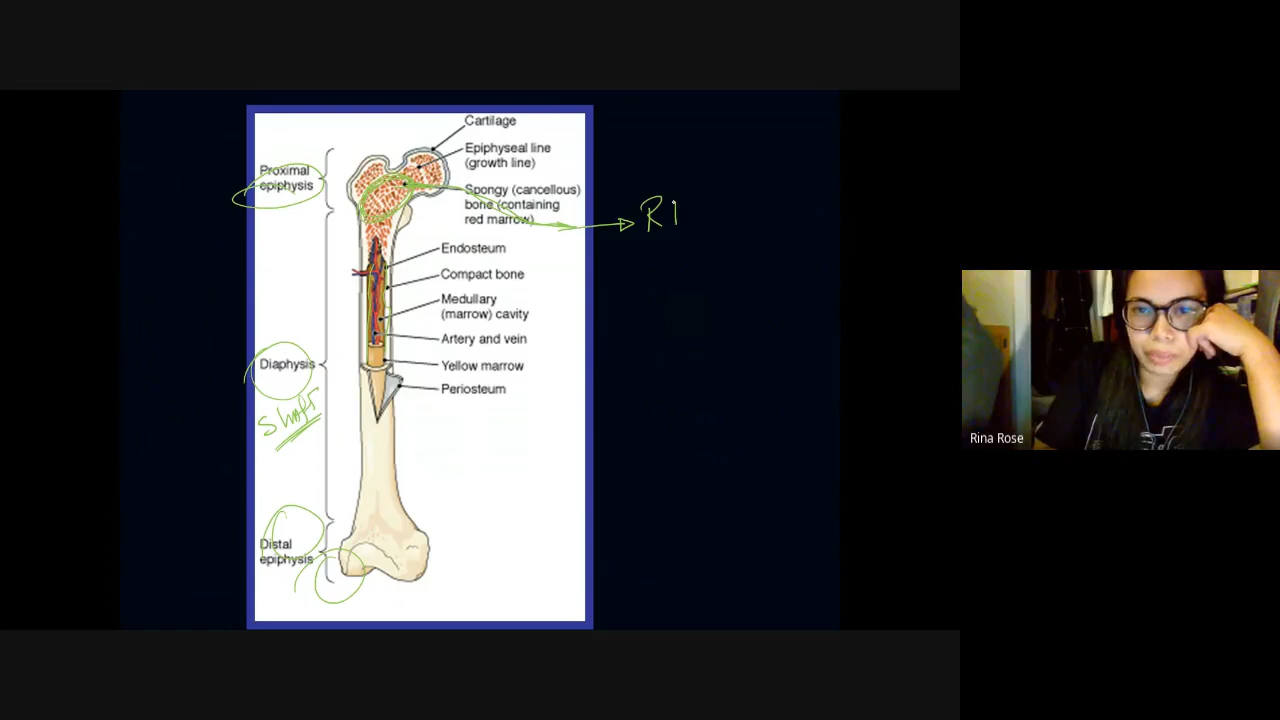 Cartilage
Proximal
epiphysis
Epiphyseal line
(growth line)
Spongy (cancellous)
bone (containing
red marrow)
Endosteum
Compact bone
Medullary
(marrow) cavity
Artery and vein
Diaphysis
Yellow marrow
Periosteum
Shaft
Distal
epiphysis
Rina Rose